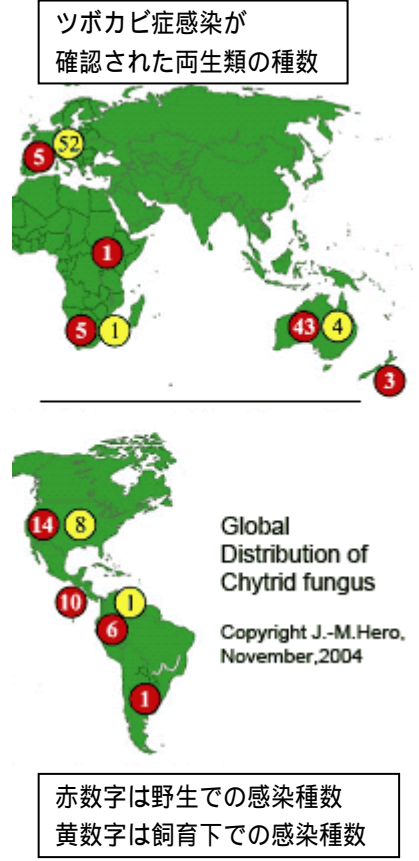 ツボカビ症感染が
確認された両生類の種数
52
5
1
5
1
43
4
3
14
8
10
1
6
1
Global
Distribution of
Chytrid fungus
Copyright J.-M.Hero,
November,2004
赤数字は野生での感染種数
黄数字は飼育下での感染種数